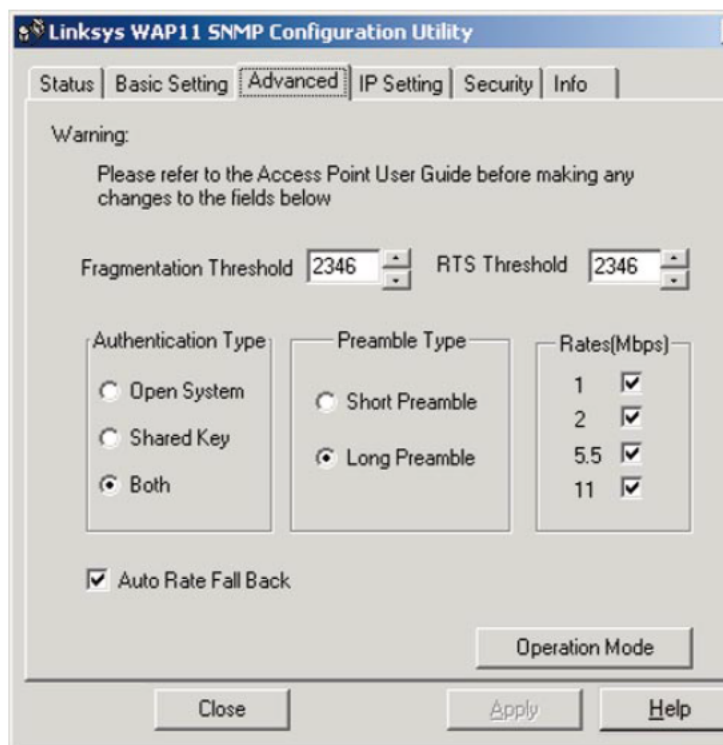 Linksys WAP11 SNMP Configuration Utility
Status Basic Setting Advanced IP Setting Security Info
Warning:
Please refer to the Access Point User Guide before making any
changes to the fields below
Fragmentation Threshold 2346 RTS Threshold 2346
Authentication Type Preamble Type Rates(Mbps)
Open System
Shared Key
Both
Short Preamble
Long Preamble
1
2
5.5
11
Auto Rate Fall Back
Operation Mode
Close Apply Help